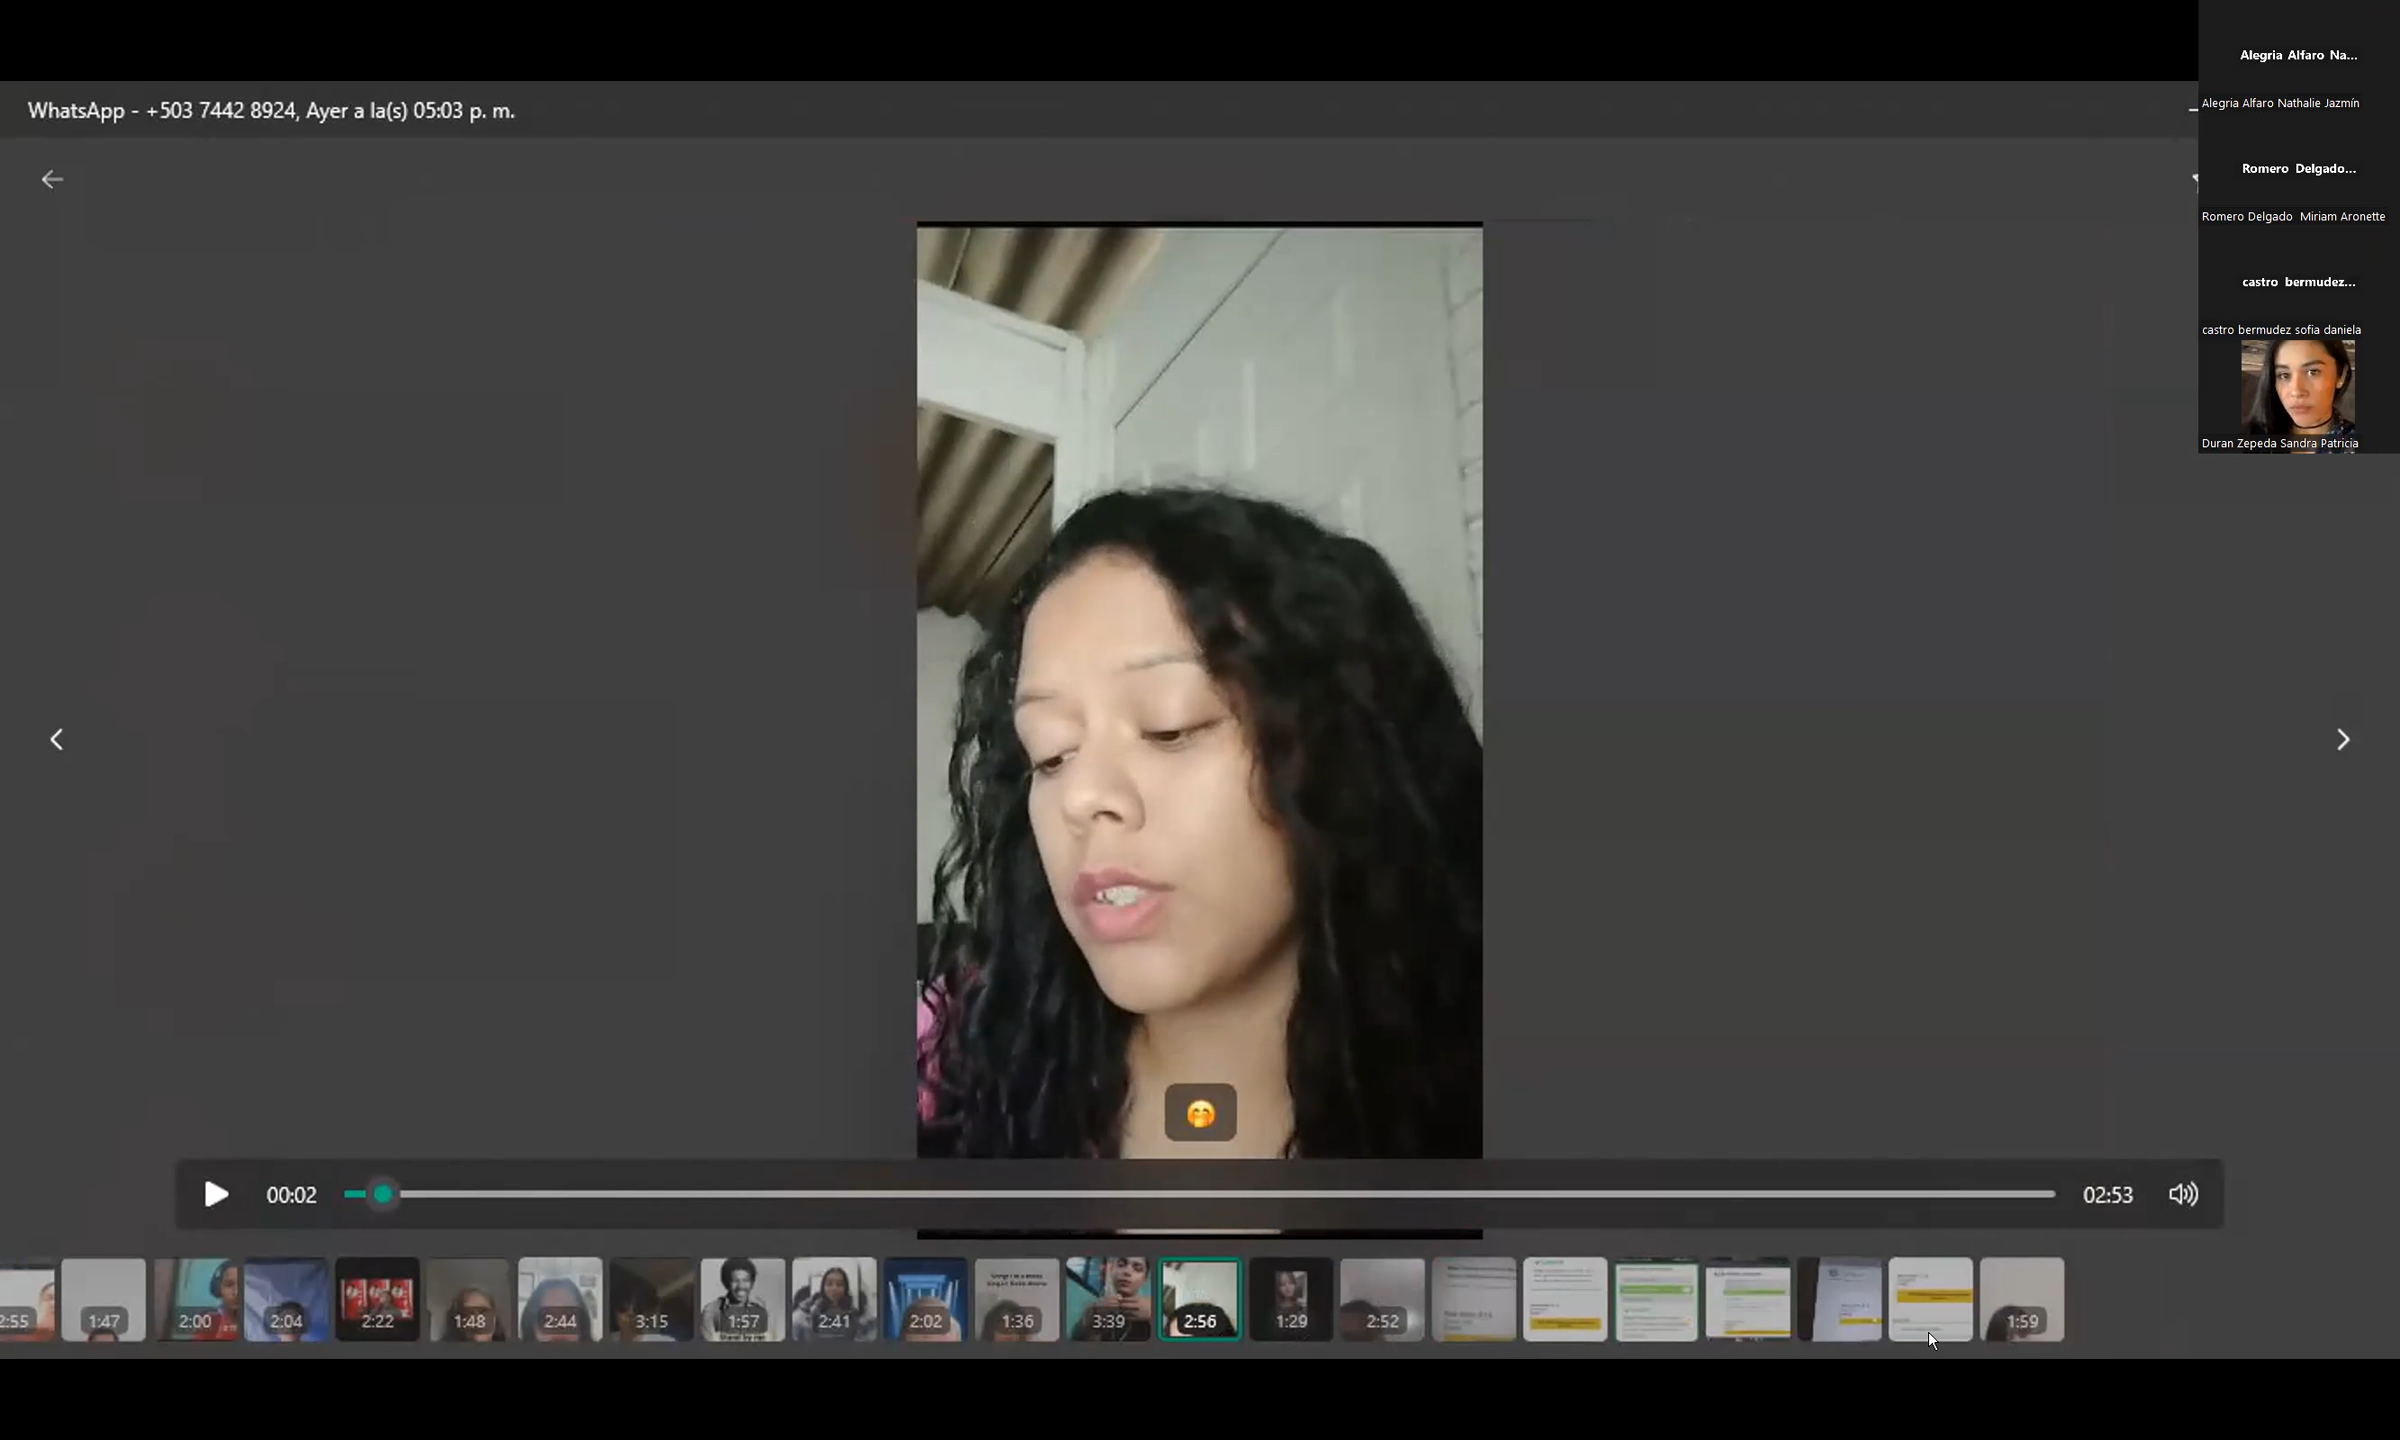 Alegria Alfaro Na...
WhatsApp - +503 7442 8924, Ayer a la(s) 05:03 p. m.
Alegria Alfaro Nathalie Jazmín
Romero Delgado...
Romero Delgado Miriam Aronette
castro bermudez...
castro bermudez sofia daniela
Duran Zepeda Sandra Patricia
00:02
02:53
2:55
1:47
2:00
2:04
2:22
1:48
2:44
3:15
1:57
2:41
2:02
1:36
3:39
2:56
1:29
2:52
1:59